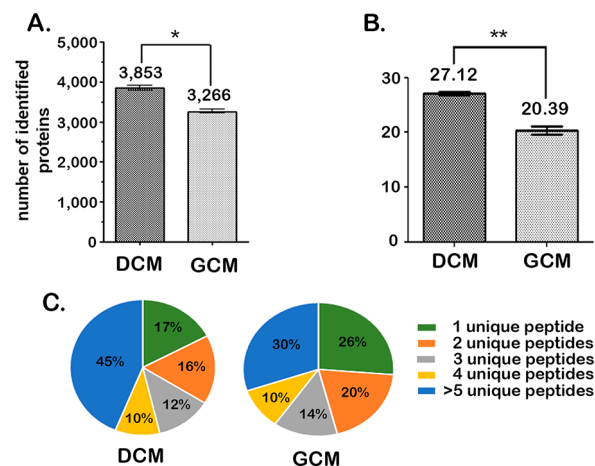 A.
*
5,000
4,000
3,000
2,000
1,000
0
number of identified
proteins
3,853
3,266
DCM
GCM
B.
**
30
20
10
0
27.12
20.39
DCM
GCM
C.
17%
16%
12%
10%
45%
DCM
26%
20%
14%
10%
30%
GCM
1 unique peptide
2 unique peptides
3 unique peptides
4 unique peptides
>5 unique peptides